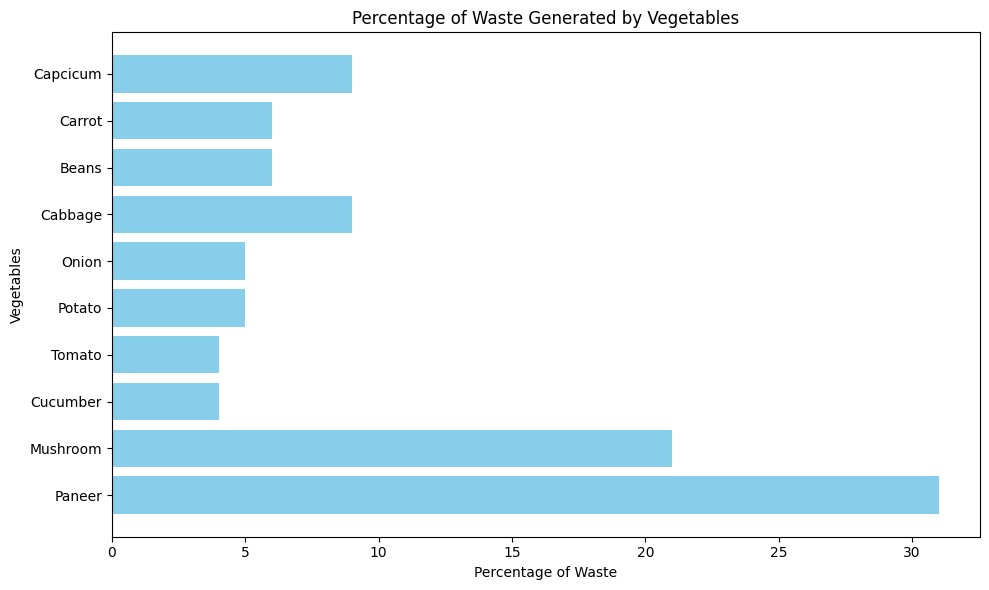 Percentage of Waste Generated by Vegetables
Capcicum
Carrot
Beans
Cabbage
Onion
Potato
Tomato
Cucumber
Mushroom
Paneer
Vegetables
0 5 10 15 20 25 30
Percentage of Waste